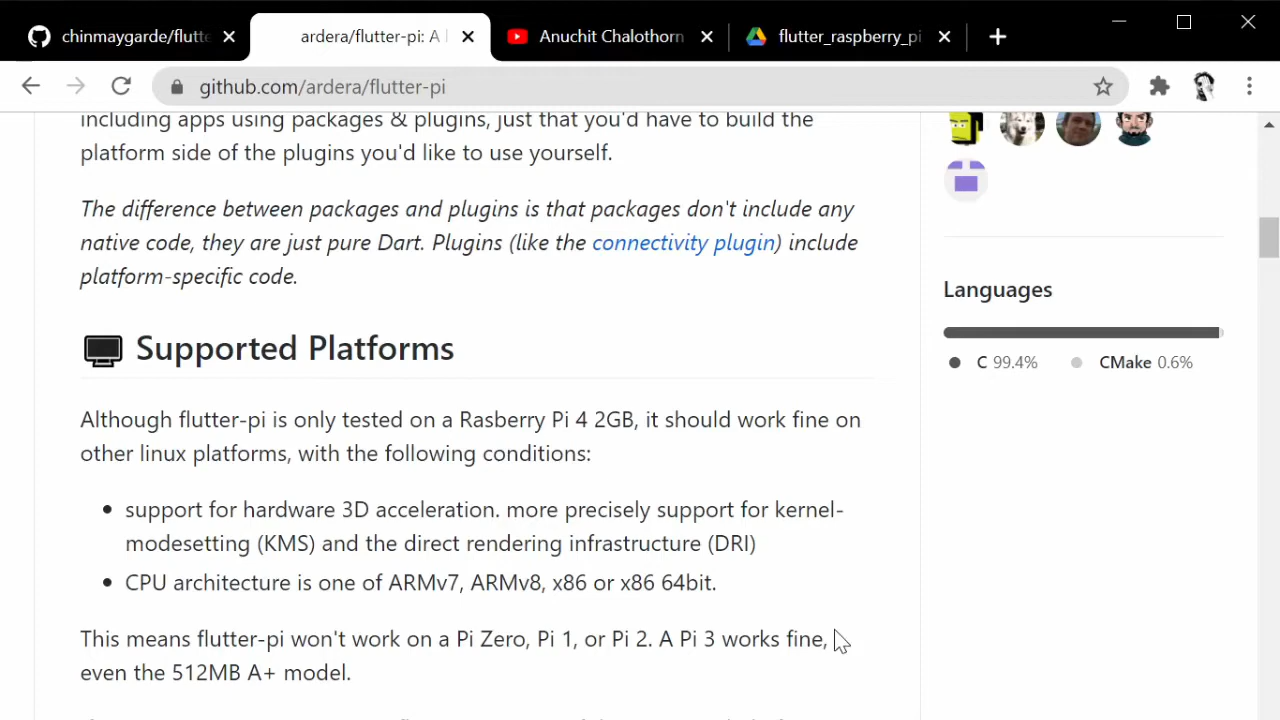 chinmaygarde/flutte
ardera/flutter-pi: A l
Anuchit Chalothorn
flutter_raspberry_pi
github.com/ardera/flutter-pi
including apps using packages & plugins, just that you'd have to build the
platform side of the plugins you'd like to use yourself.
The difference between packages and plugins is that packages don't include any
native code, they are just pure Dart. Plugins (like the connectivity plugin) include
platform-specific code.
Supported Platforms
Although flutter-pi is only tested on a Rasberry Pi 4 2GB, it should work fine on
other linux platforms, with the following conditions:
support for hardware 3D acceleration. more precisely support for kernel-
modesetting (KMS) and the direct rendering infrastructure (DRI)
CPU architecture is one of ARMv7, ARMv8, x86 or x86 64bit.
This means flutter-pi won't work on a Pi Zero, Pi 1, or Pi 2. A Pi 3 works fine,
even the 512MB A+ model.
Languages
C 99.4%
CMake 0.6%